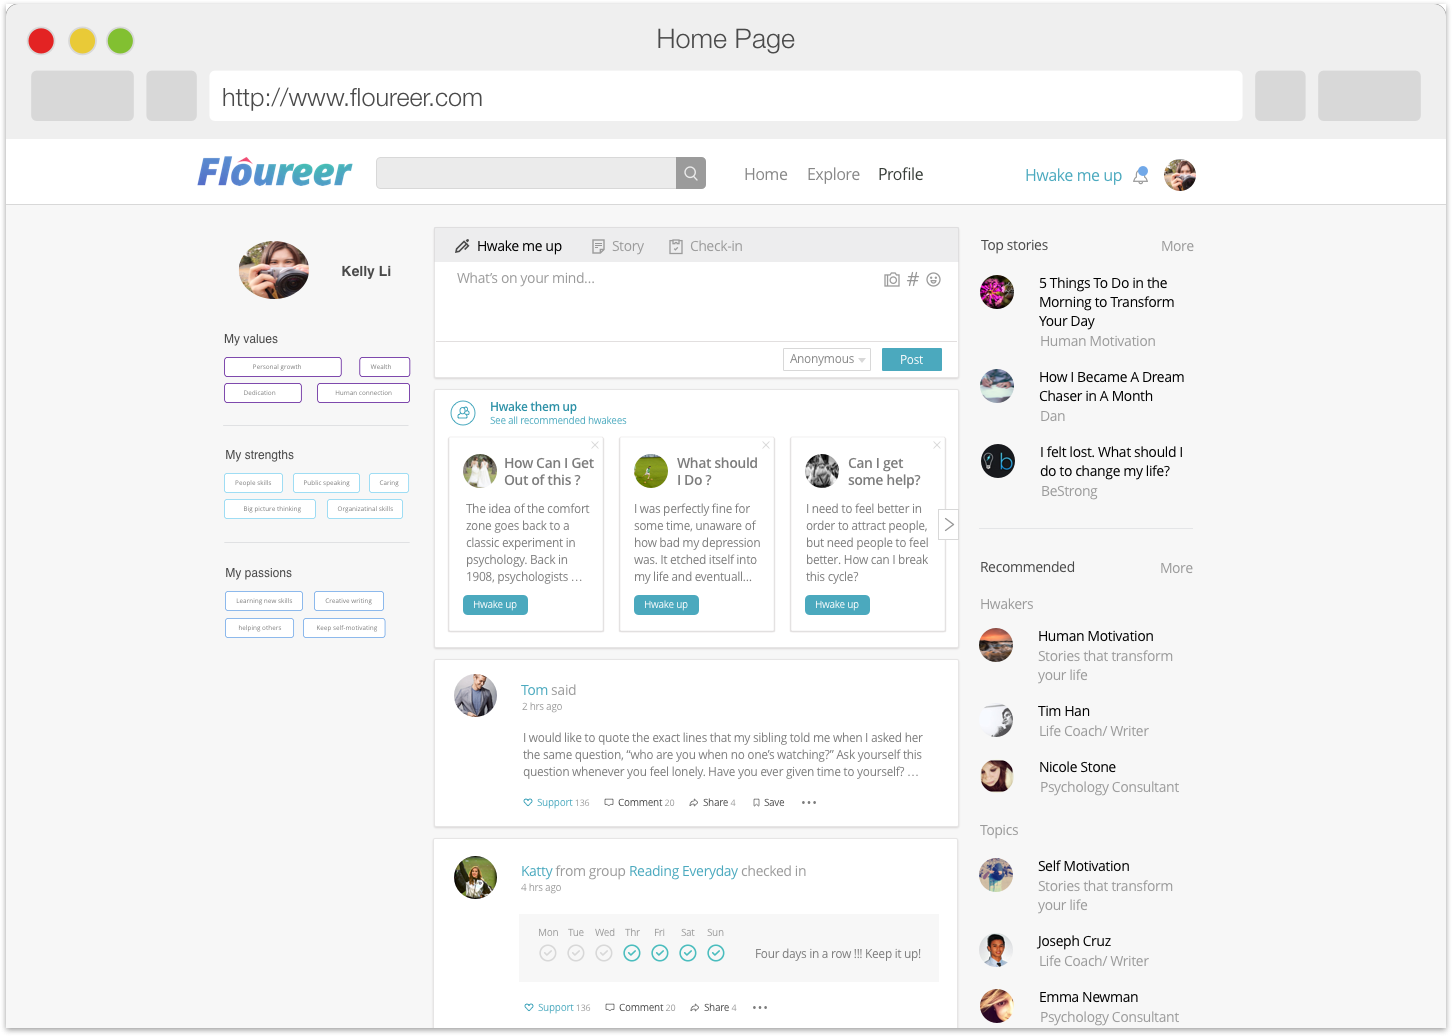 Home Page
http://www.floureer.com
Floureer
Home Explore Profile
Hwake me up
Kelly Li
My values
Personal growth Wealth
Dedication Human connection
My strengths
People skills Public speaking Caring
Big picture thinking Organizatinal skills
My passions
Learning new skills Creative writing
helping others Keep self-motivating
Hwake me up Story Check-in
What's on your mind...
#
Anonymous Post
Hwake them up
See all recommended hwakees
How Can I Get
Out of this ?
The idea of the comfort
zone goes back to a
classic experiment in
psychology. Back in
1908, psychologists …
Hwake up
What should
I Do ?
I was perfectly fine for
some time, unaware of
how bad my depression
was. It etched itself into
my life and eventuall...
Hwake up
Can I get
some help?
I need to feel better in
order to attract people,
but need people to feel
better. How can I break
this cycle?
Hwake up
Tom said
2 hrs ago
I would like to quote the exact lines that my sibling told me when I asked her
the same question, “who are you when no one’s watching?” Ask yourself this
question whenever you feel lonely. Have you ever given time to yourself? …
Support 136 Comment 20 Share 4 Save
Katty from group Reading Everyday checked in
4 hrs ago
Mon Tue Wed Thr Fri Sat Sun
Four days in a row !!! Keep it up!
Support 136 Comment 20 Share 4
Top stories More
5 Things To Do in the
Morning to Transform
Your Day
Human Motivation
How I Became A Dream
Chaser in A Month
Dan
b
I felt lost. What should I
do to change my life?
BeStrong
Recommended More
Hwakers
Human Motivation
Stories that transform
your life
Tim Han
Life Coach/ Writer
Nicole Stone
Psychology Consultant
Topics
Self Motivation
Stories that transform
your life
Joseph Cruz
Life Coach/ Writer
Emma Newman
Psychology Consultant